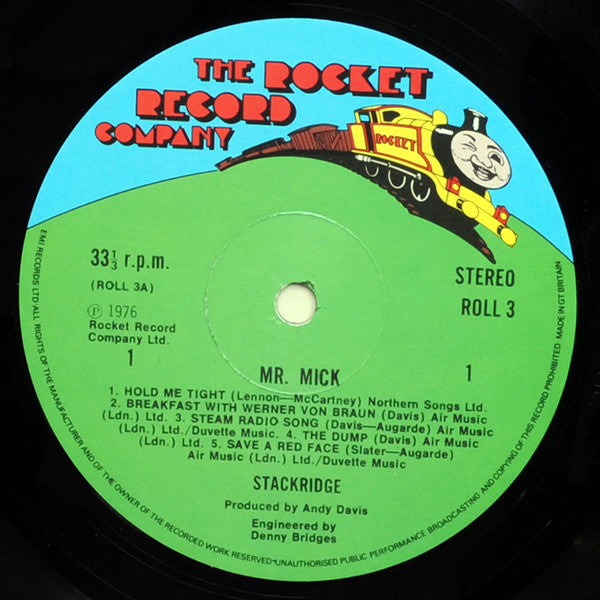 THE ROCKET
RECORD
COMPANY
ROCKET
33⅓ r.p.m.
(ROLL 3A)
STEREO
ROLL 3
Ⓟ 1976
Rocket Record
Company Ltd.
1
1
MR. MICK
1. HOLD ME TIGHT (Lennon—McCartney) Northern Songs Ltd.
2. BREAKFAST WITH WERNER VON BRAUN (Davis) Air Music
(Ldn.) Ltd. 3. STEAM RADIO SONG (Davis—Augarde) Air Music
(Ldn.) Ltd./Duvette Music. 4. THE DUMP (Davis) Air Music
(Ldn.) Ltd. 5. SAVE A RED FACE (Slater—Augarde)
Air Music (Ldn.) Ltd./Duvette Music
STACKRIDGE
Produced by Andy Davis
Engineered by
Denny Bridges
EMI RECORDS LTD·ALL RIGHTS OF THE MANUFACTURER AND OF THE OWNER OF THE RECORDED WORK RESERVED·UNAUTHORISED PUBLIC PERFORMANCE BROADCASTING AND COPYING OF THIS RECORD PROHIBITED MADE IN GT BRITAIN